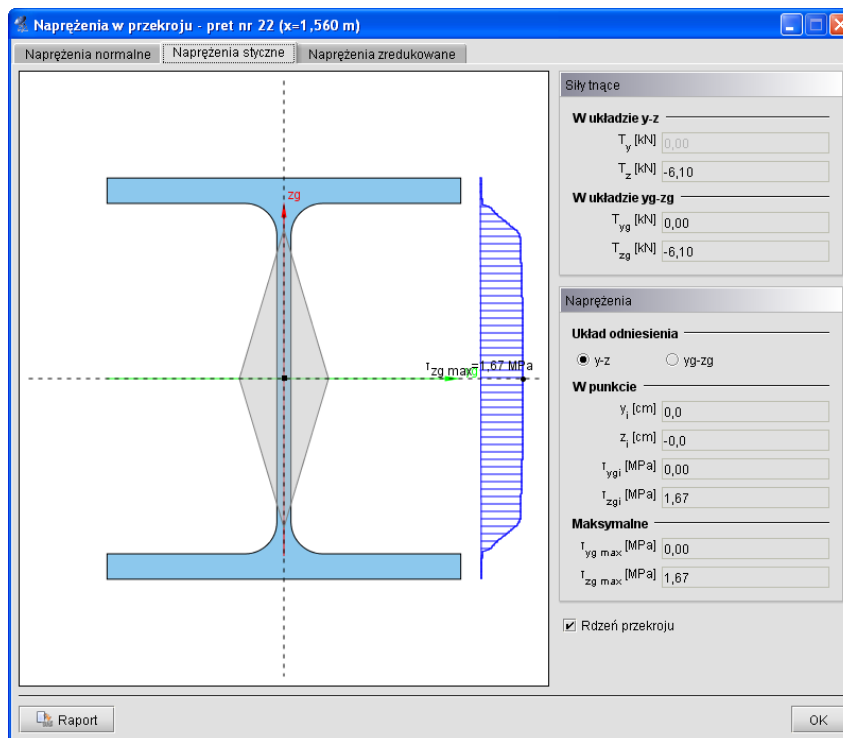 Naprężenia w przekroju - pret nr 22 (x=1,560 m)
Naprężenia normalne Naprężenia styczne Naprężenia zredukowane
zg
τzg max=1,67 MPa
Siły tnące
W układzie y-z
Ty [kN] 0,00
Tz [kN] -6,10
W układzie yg-zg
Tyg [kN] 0,00
Tzg [kN] -6,10
Naprężenia
Układ odniesienia
y-z yg-zg
W punkcie
yi [cm] 0,0
zi [cm] -0,0
τygi [MPa] 0,00
τzgi [MPa] 1,67
Maksymalne
τyg max [MPa] 0,00
τzg max [MPa] 1,67
Rdzeń przekroju
Raport OK